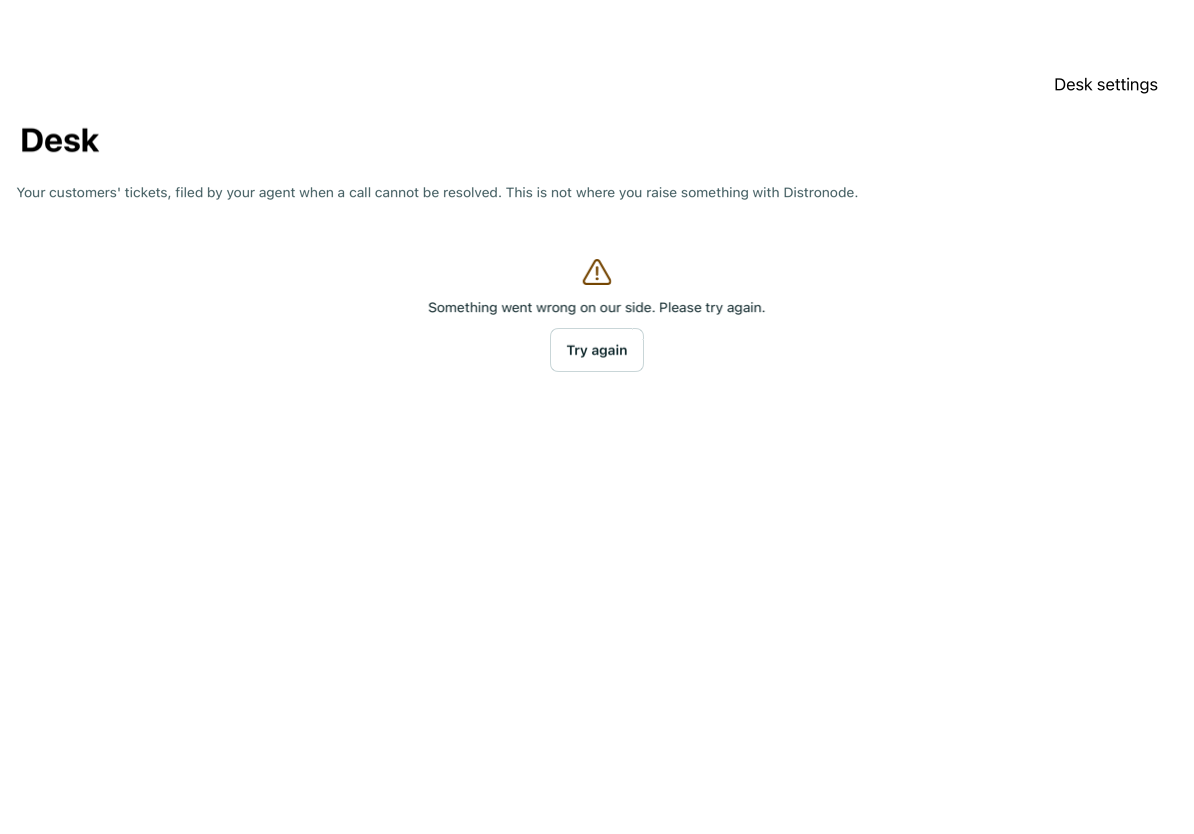 Desk settings
Desk
Your customers' tickets, filed by your agent when a call cannot be resolved. This is not where you raise something with Distronode.
Something went wrong on our side. Please try again.
Try again